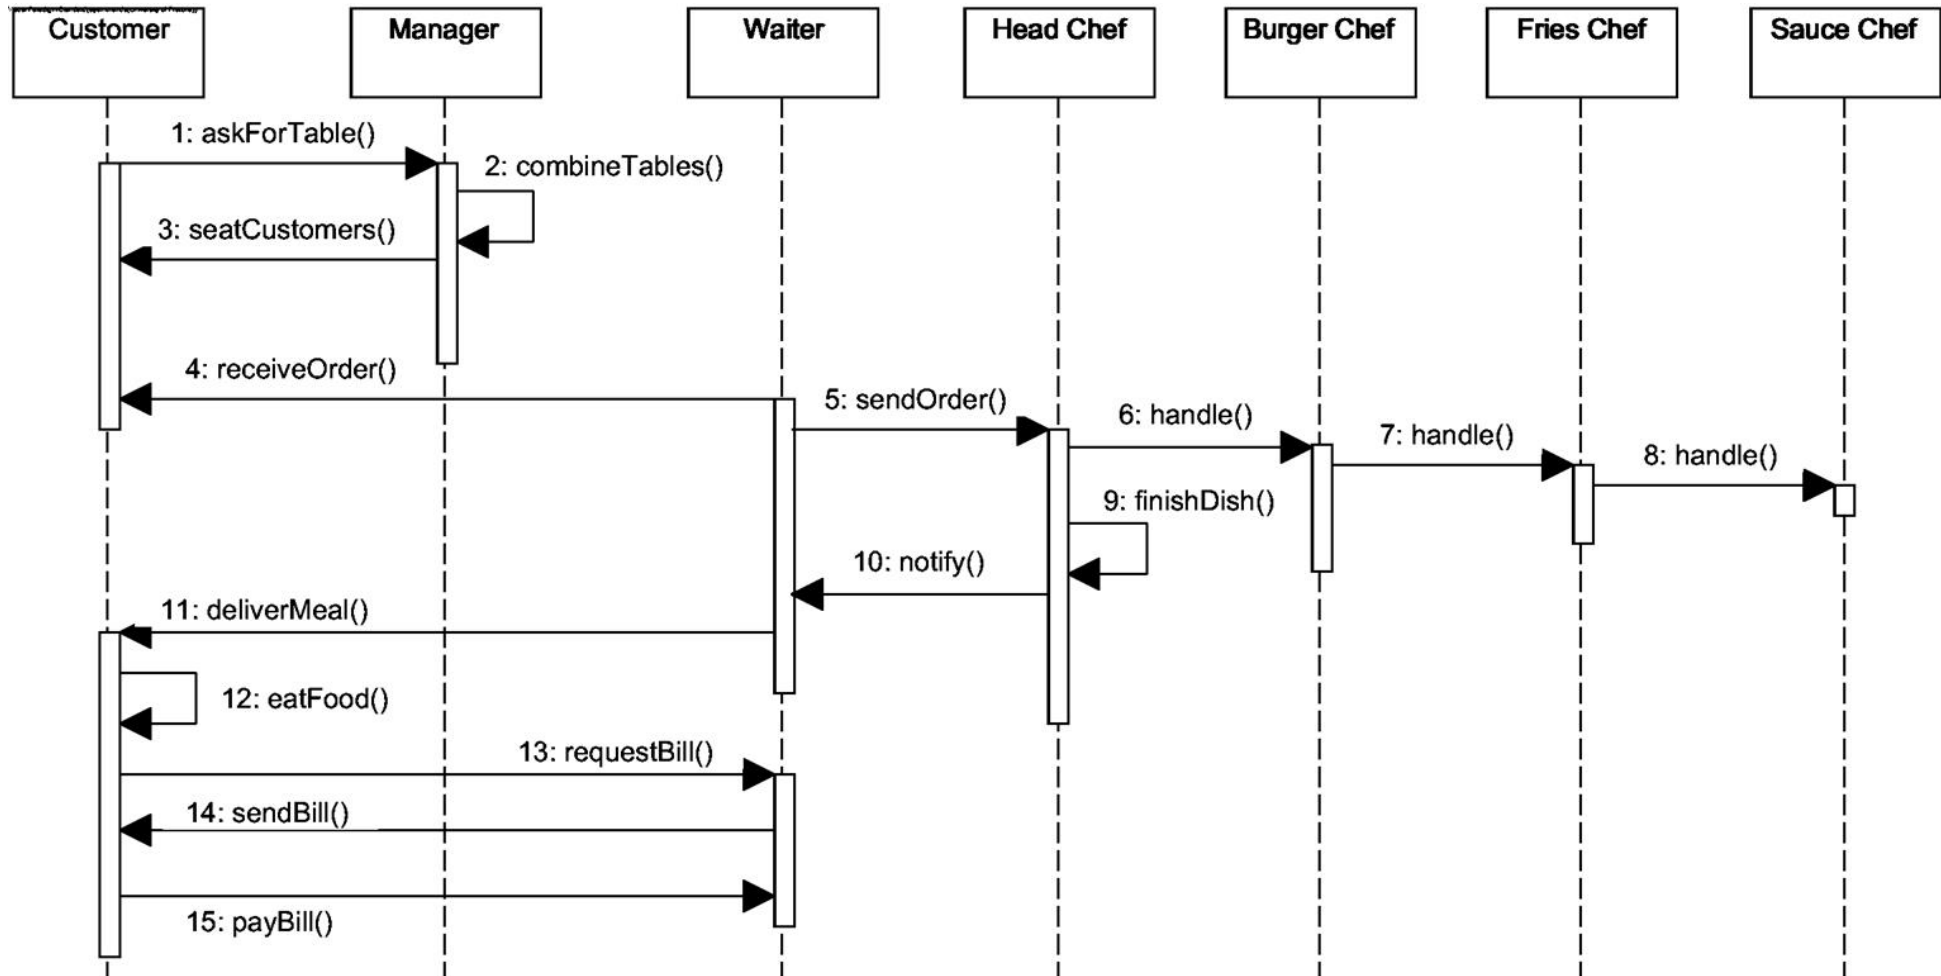 Customer
Manager
Waiter
Head Chef
Burger Chef
Fries Chef
Sauce Chef
1: askForTable()
2: combineTables()
3: seatCustomers()
4: receiveOrder()
5: sendOrder()
6: handle()
7: handle()
8: handle()
9: finishDish()
10: notify()
11: deliverMeal()
12: eatFood()
13: requestBill()
14: sendBill()
15: payBill()